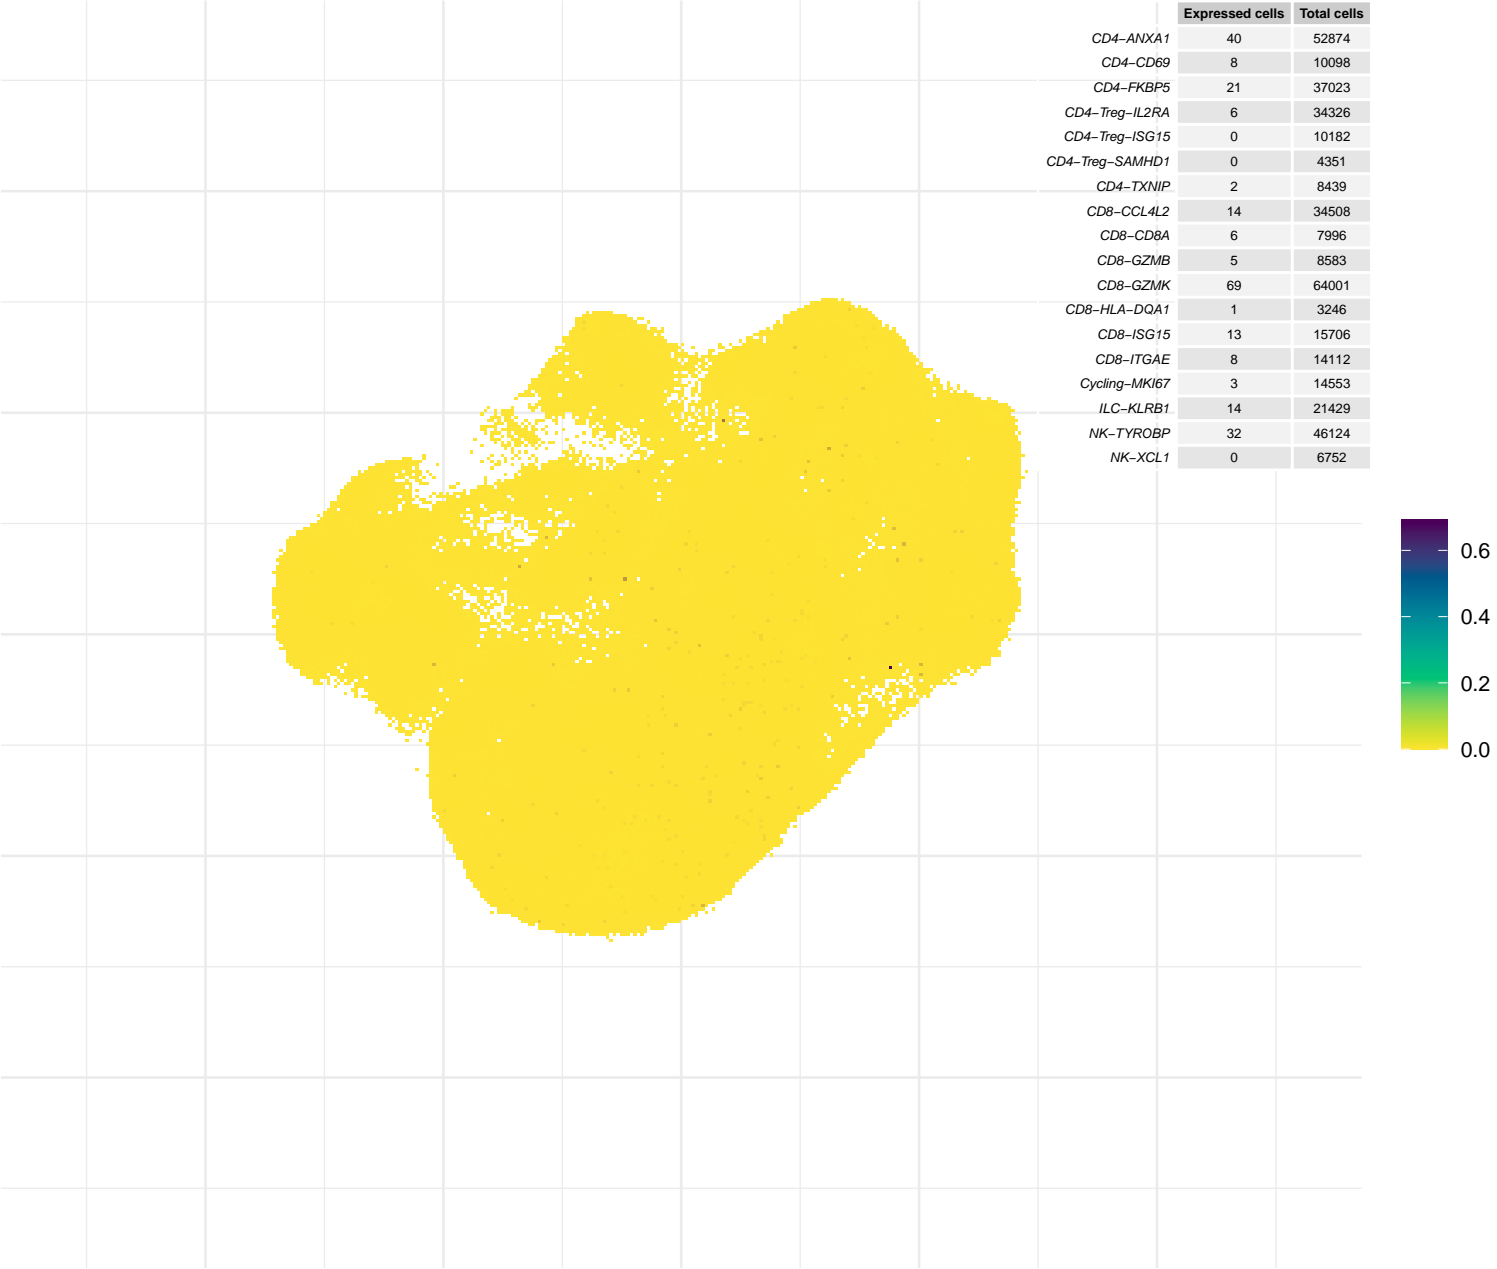 Expressed cells Total cells
CD4−ANXA1 40 52874
CD4−CD69 8 10098
CD4−FKBP5 21 37023
CD4−Treg−IL2RA 6 34326
CD4−Treg−ISG15 0 10182
CD4−Treg−SAMHD1 0 4351
CD4−TXNIP 2 8439
CD8−CCL4L2 14 34508
CD8−CD8A 6 7996
CD8−GZMB 5 8583
CD8−GZMK 69 64001
CD8−HLA−DQA1 1 3246
CD8−ISG15 13 15706
CD8−ITGAE 8 14112
Cycling−MKI67 3 14553
ILC−KLRB1 14 21429
NK−TYROBP 32 46124
NK−XCL1 0 6752
0.6
0.4
0.2
0.0